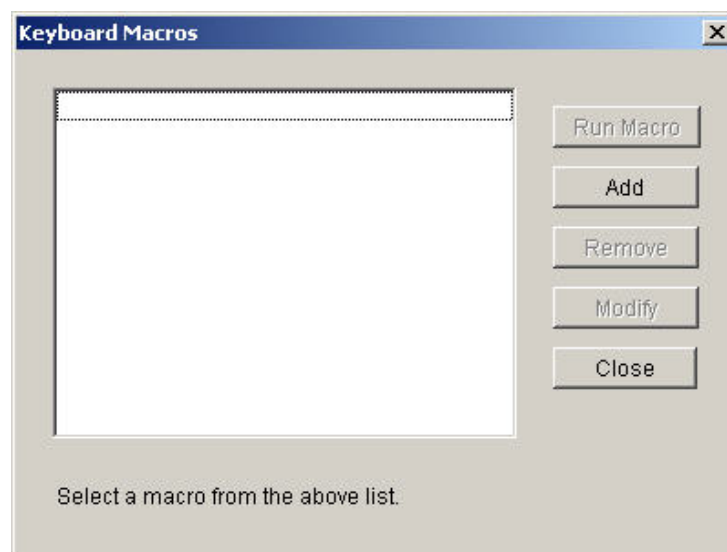 Keyboard Macros
Run Macro
Add
Remove
Modify
Close
Select a macro from the above list.